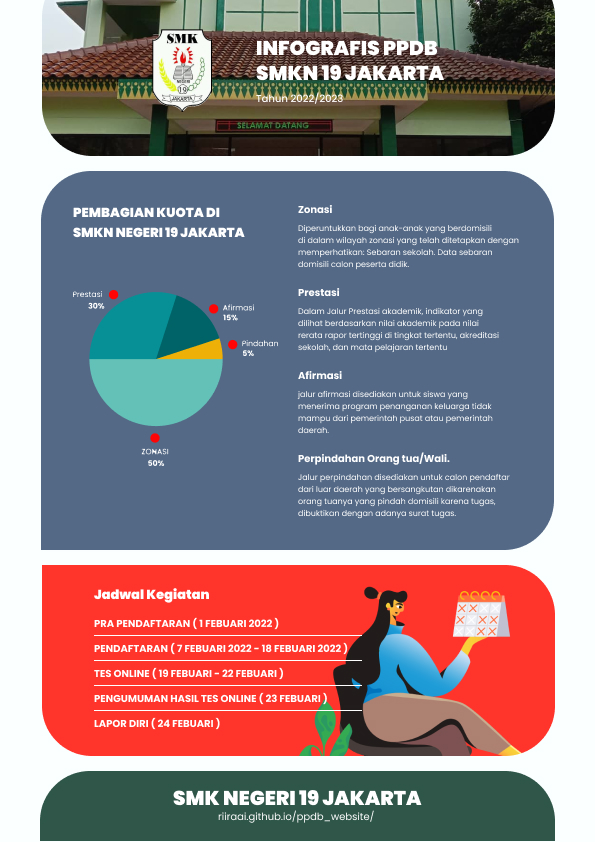 SMK
NEGERI
19
JAKARTA
INFOGRAFIS PPDB
SMKN 19 JAKARTA
Tahun 2022/2023
SELAMAT DATANG
PEMBAGIAN KUOTA DI
SMKN NEGERI 19 JAKARTA
Prestasi
30%
Afirmasi
15%
Pindahan
5%
ZONASI
50%
Zonasi
Diperuntukkan bagi anak-anak yang berdomisili
di dalam wilayah zonasi yang telah ditetapkan dengan
memperhatikan: Sebaran sekolah. Data sebaran
domisili calon peserta didik.
Prestasi
Dalam Jalur Prestasi akademik, indikator yang
dilihat berdasarkan nilai akademik pada nilai
rerata rapor tertinggi di tingkat tertentu, akreditasi
sekolah, dan mata pelajaran tertentu
Afirmasi
jalur afirmasi disediakan untuk siswa yang
menerima program penanganan keluarga tidak
mampu dari pemerintah pusat atau pemerintah
daerah.
Perpindahan Orang tua/Wali.
Jalur perpindahan disediakan untuk calon pendaftar
dari luar daerah yang bersangkutan dikarenakan
orang tuanya yang pindah domisili karena tugas,
dibuktikan dengan adanya surat tugas.
Jadwal Kegiatan
PRA PENDAFTARAN ( 1 FEBUARI 2022 )
PENDAFTARAN ( 7 FEBUARI 2022 - 18 FEBUARI 2022 )
TES ONLINE ( 19 FEBUARI - 22 FEBUARI )
PENGUMUMAN HASIL TES ONLINE ( 23 FEBUARI )
LAPOR DIRI ( 24 FEBUARI )
SMK NEGERI 19 JAKARTA
riiraai.github.io/ppdb_website/